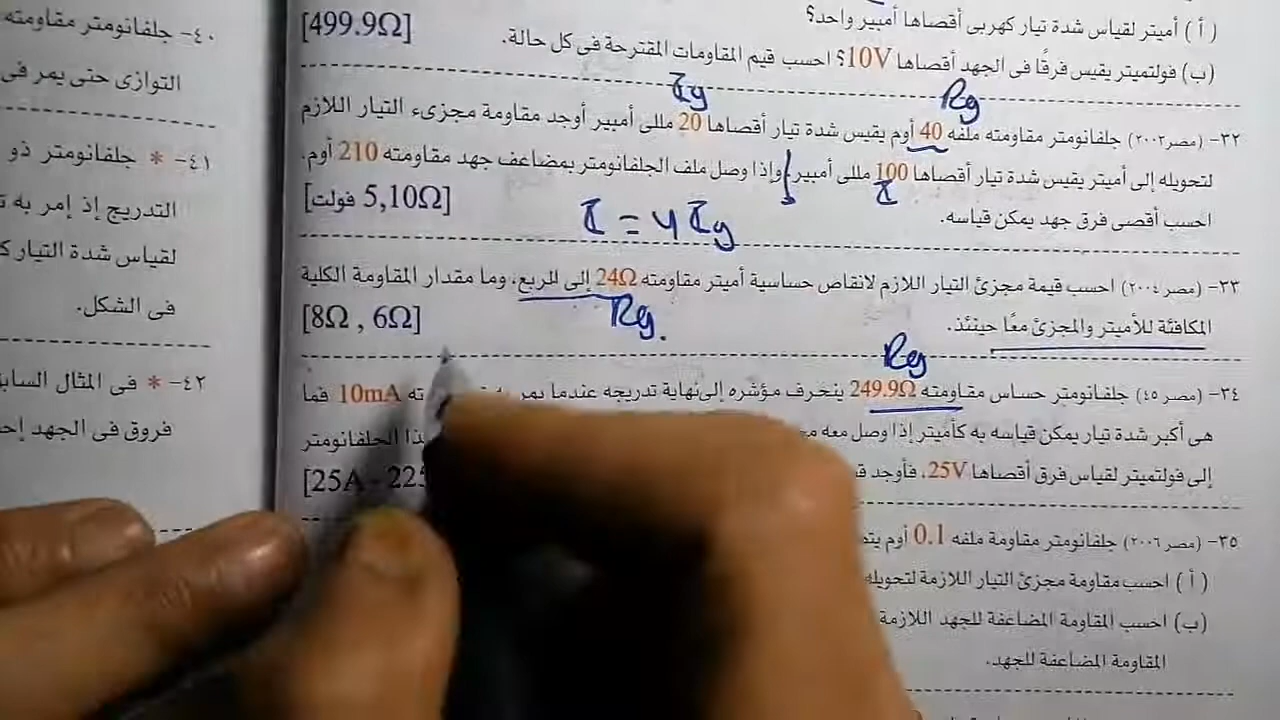 ( أ ) أميتر لقياس شدة تيار كهربى أقصاها أمبير واحد؟
(ب) فولتميتر يقيس فرقًا فى الجهد أقصاها 10V؟ احسب قيم المقاومات المقترحة فى كل حالة.
[499.9Ω]
Ig
Rg
٣٢- (مصر٢٠٠٢) جلفانومتر مقاومته ملفه 40 أوم يقيس شدة تيار أقصاها 20 مللى أمبير أوجد مقاومة مجزىء التيار اللازم
لتحويله إلى أميتر يقيس شدة تيار أقصاها 100 مللى أمبير، وإذا وصل ملف الجلفانومتر بمضاعف جهد مقاومته 210 أوم.
I
احسب أقصى فرق جهد يمكن قياسه.
[5,10Ω فولت]
I = 4 Ig
٣٣- (مصر ٢٠٠٤) احسب قيمة مجزئ التيار اللازم لانقاص حساسية أميتر مقاومته 24Ω إلى الربع، وما مقدار المقاومة الكلية
المكافئة للأميتر والمجزئ معًا حينئذ.
[8Ω , 6Ω]
Rg.
Rg
٣٤- (مصر ٤٥) جلفانومتر حساس مقاومته 249.9Ω ينحرف مؤشره إلى نهاية تدريجه عندما يمر به ته 10mA فما
هى أكبر شدة تيار يمكن قياسه به كأميتر إذا وصل معه الجلفانومتر
إلى فولتميتر لقياس فرق أقصاها 25V، فأوجد
[25A - 225
٣٥- (مصر ٢٠٠٦) جلفانومتر مقاومة ملفه 0.1 أوم
( أ ) احسب مقاومة مجزئ التيار اللازمة لتحويله
(ب) احسب المقاومة المضاعفة للجهد اللازمة
المقاومة المضاعفة للجهد.
٤٠- جلفانومتر مقاومته
التوازى حتى يمر فى
٤١- * جلفانومتر ذو
التدريج إذ إمر به
لقياس شدة التيار
فى الشكل.
٤٢- * فى المثال
فروق فى الجهد